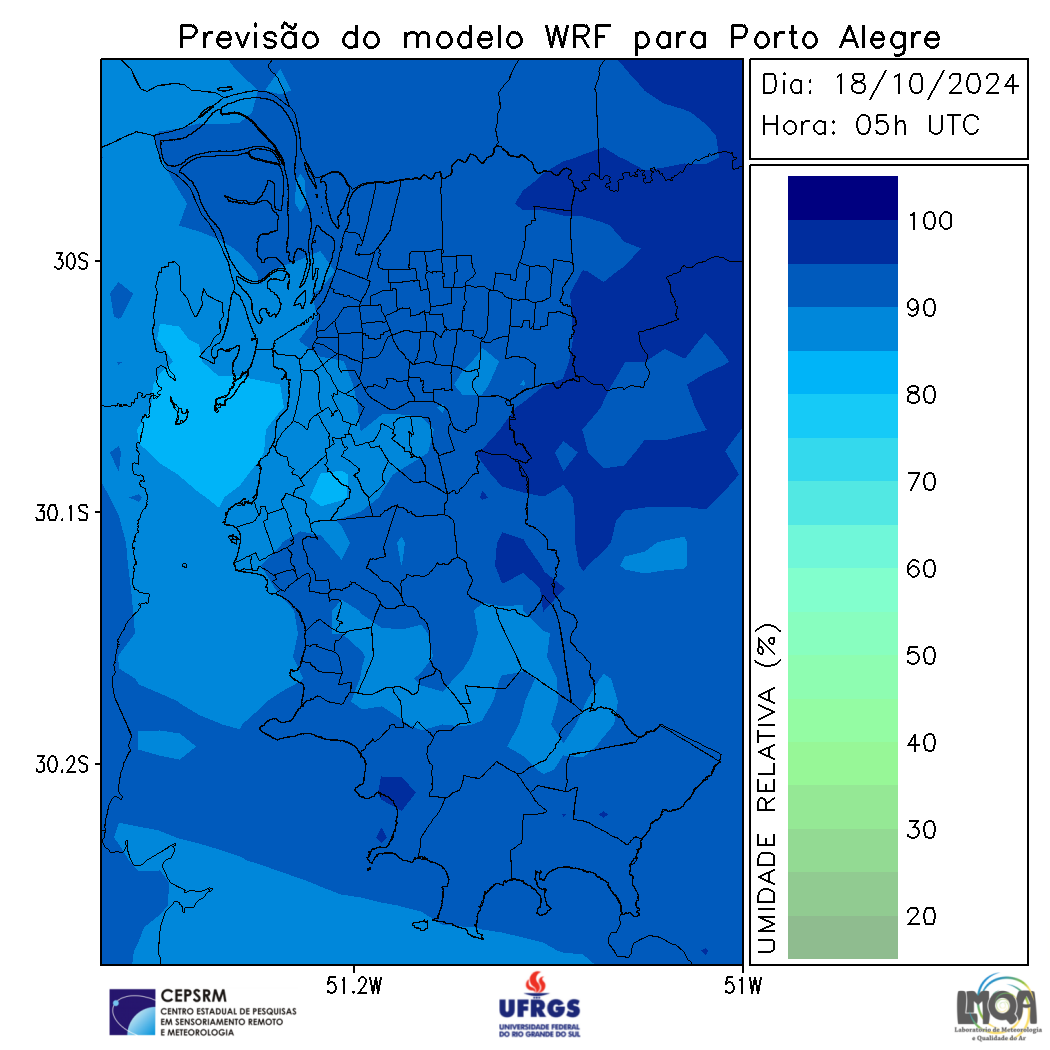 Previsão do modelo WRF para Porto Alegre
Dia: 18/10/2024
Hora: 05h UTC
100
90
80
70
60
50
40
30
20
UMIDADE RELATIVA (%)
30S
30.1S
30.2S
51.2W
51W
CEPSRM
CENTRO ESTADUAL DE PESQUISAS
EM SENSORIAMENTO REMOTO
E METEOROLOGIA
UFRGS
UNIVERSIDADE FEDERAL
DO RIO GRANDE DO SUL
LMQA
Laboratório de Meteorologia
e Qualidade do Ar